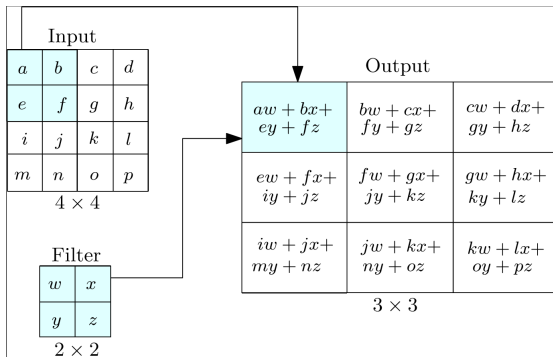 Input
a b c d
e f g h
i j k l
m n o p
4 × 4
Filter
w x
y z
2 × 2
Output
aw + bx+ bw + cx+ cw + dx+
ey + fz fy + gz gy + hz
ew + fx+ fw + gx+ gw + hx+
iy + jz jy + kz ky + lz
iw + jx+ jw + kx+ kw + lx+
my + nz ny + oz oy + pz
3 × 3